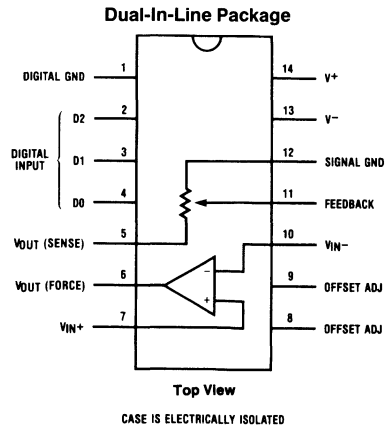 Dual-In-Line Package
DIGITAL GND 1
14 V+
D2 2
13 V−
DIGITAL
INPUT
D1 3
12 SIGNAL GND
D0 4
11 FEEDBACK
VOUT (SENSE) 5
10 VIN−
VOUT (FORCE) 6
−
9 OFFSET ADJ
+
VIN+ 7
8 OFFSET ADJ
Top View
CASE IS ELECTRICALLY ISOLATED